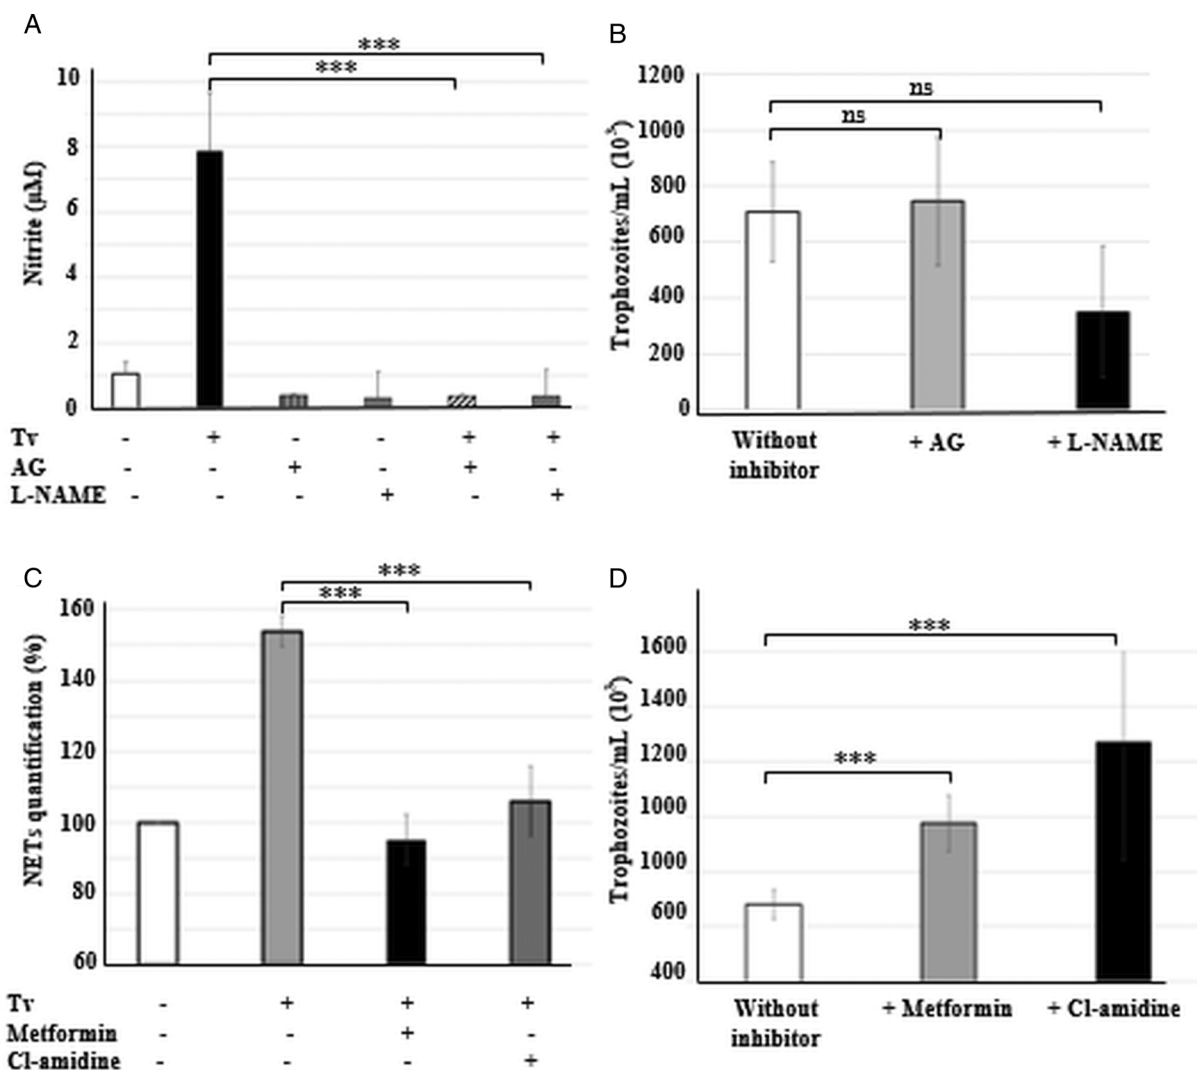 A
***
***
10
8
6
4
2
0
Nitrite (µM)
Tv - + - - + +
AG - - + - + -
L-NAME - - - + - +
B
ns
ns
1200
1000
800
600
400
200
0
Trophozoites/mL (10³)
Without inhibitor
+ AG
+ L-NAME
C
***
***
160
140
120
100
80
60
NETs quantification (%)
Tv - + + +
Metformin - - + -
Cl-amidine - - - +
D
***
***
1600
1400
1200
1000
1000
600
400
Trophozoites/mL (10³)
Without inhibitor
+ Metformin
+ Cl-amidine